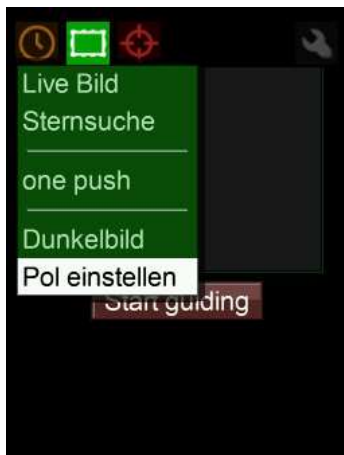 Live Bild
Sternsuche
one push
Dunkelbild
Pol einstellen
Start guiding